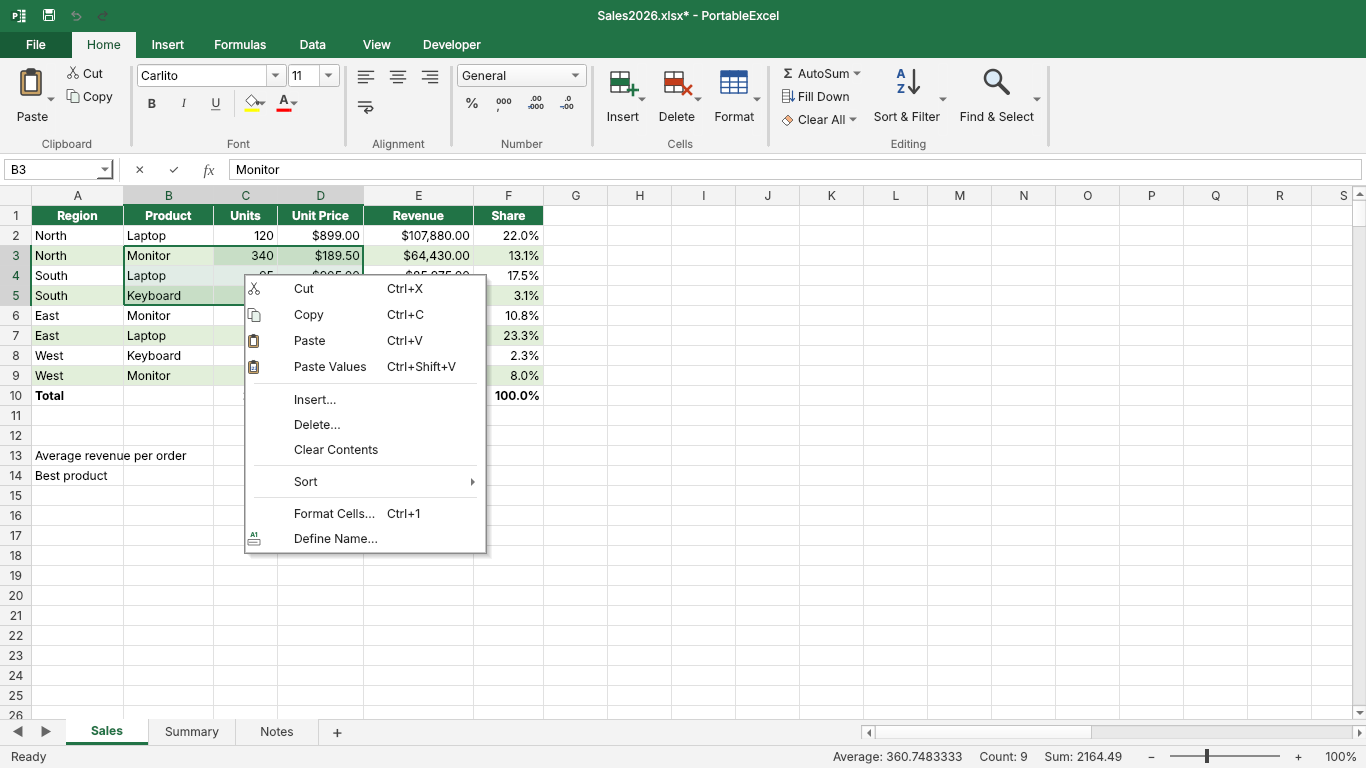 Sales2026.xlsx* - PortableExcel
File Home Insert Formulas Data View Developer
Paste Cut Copy Clipboard
Carlito 11 B I U A Font
Alignment
General % 000 , .00 .000 .0 .00 Number
Insert Delete Format Cells
Σ AutoSum Fill Down Clear All A Z Sort & Filter Find & Select Editing
B3 fx Monitor
A B C D E F G H I J K L M N O P Q R S
1 Region Product Units Unit Price Revenue Share
2 North Laptop 120 $899.00 $107,880.00 22.0%
3 North Monitor 340 $189.50 $64,430.00 13.1%
4 South Laptop 17.5%
5 South Keyboard 3.1%
6 East Monitor 10.8%
7 East Laptop 23.3%
8 West Keyboard 2.3%
9 West Monitor 8.0%
10 Total 100.0%
11
12
13 Average revenue per order
14 Best product
15
16
17
18
19
20
21
22
23
24
25
26
Cut Ctrl+X
Copy Ctrl+C
Paste Ctrl+V
Paste Values Ctrl+Shift+V
Insert...
Delete...
Clear Contents
Sort
Format Cells... Ctrl+1
A1 Define Name...
Sales Summary Notes +
Ready Average: 360.7483333 Count: 9 Sum: 2164.49 − + 100%